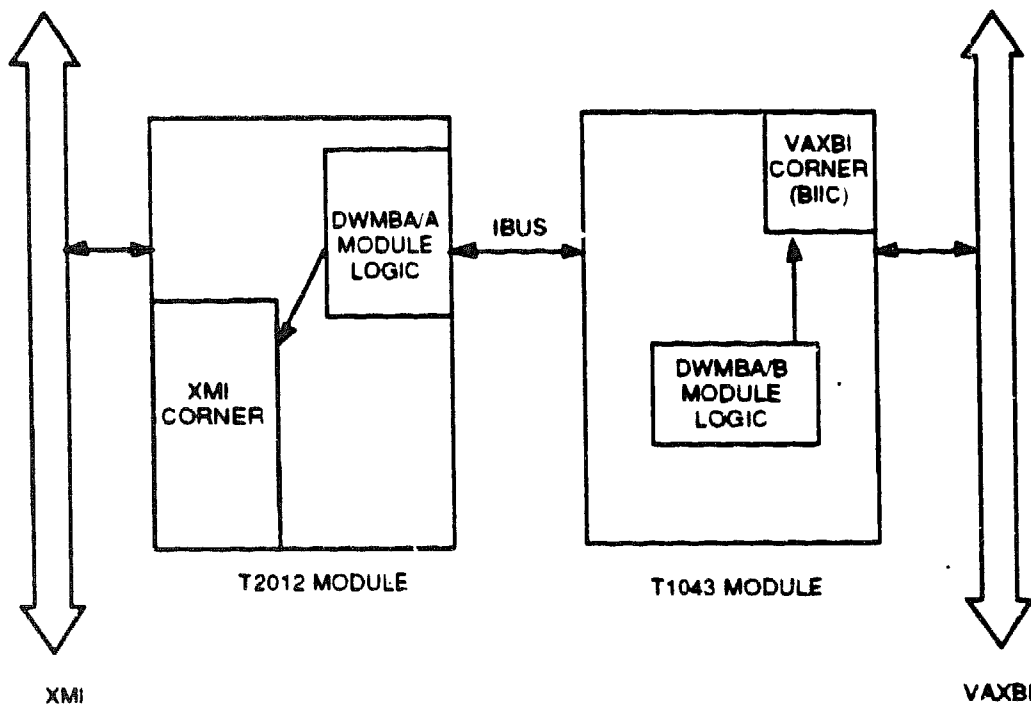 DWMBA/A
MODULE
LOGIC
XMI
CORNER
IBUS
VAXBI
CORNER
(BIIC)
DWMBA/B
MODULE
LOGIC
T2012 MODULE
T1043 MODULE
XMI
VAXBI